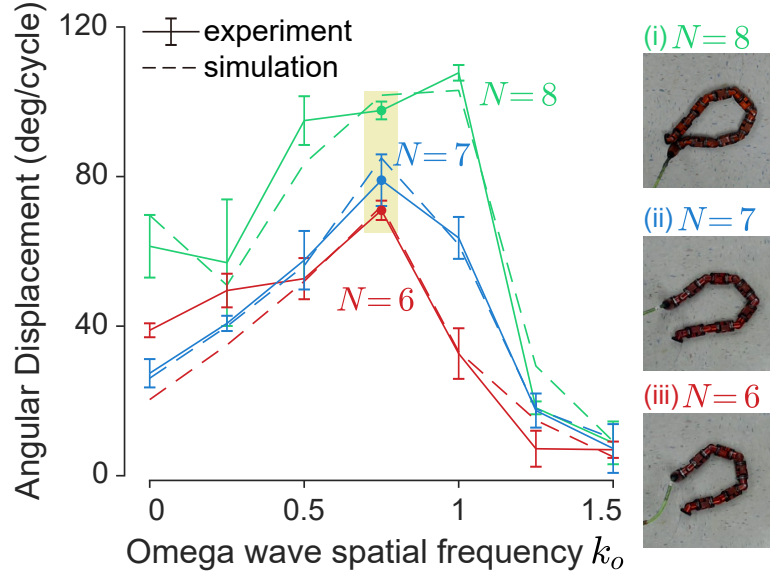 120
80
40
0
Angular Displacement (deg/cycle)
experiment
simulation
N=8
N=7
N=6
0
0.5
1
1.5
Omega wave spatial frequency k_o
(i) N=8
(ii) N=7
(iii) N=6